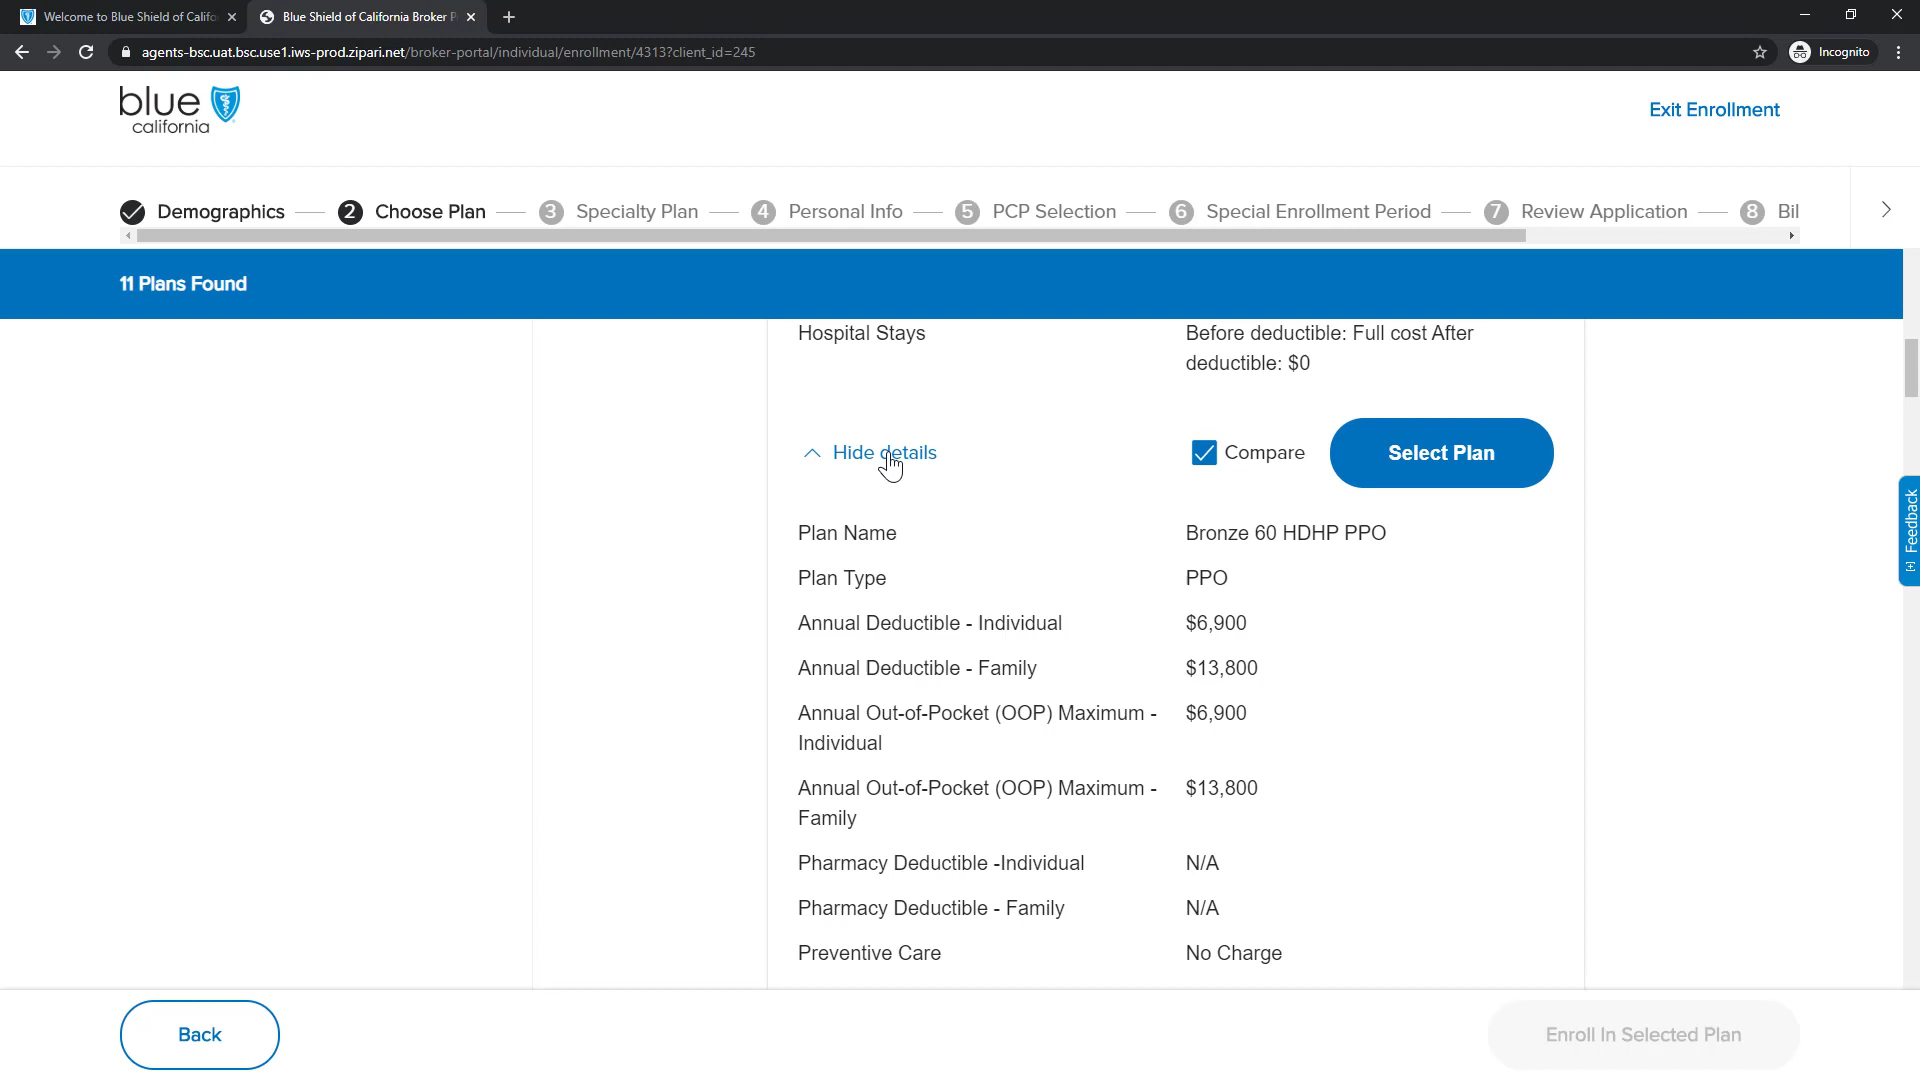 Welcome to Blue Shield of Califo
Blue Shield of California Broker P
agents-bsc.uat.bsc.use1.iws-prod.zipari.net/broker-portal/individual/enrollment/4313?client_id=245
Incognito
blue
california
Exit Enrollment
Demographics
2 Choose Plan
3 Specialty Plan
4 Personal Info
5 PCP Selection
6 Special Enrollment Period
7 Review Application
8 Bil
11 Plans Found
Hospital Stays
Before deductible: Full cost After
deductible: $0
Hide details
Compare
Select Plan
Plan Name
Bronze 60 HDHP PPO
Plan Type
PPO
Annual Deductible - Individual
$6,900
Annual Deductible - Family
$13,800
Annual Out-of-Pocket (OOP) Maximum -
Individual
$6,900
Annual Out-of-Pocket (OOP) Maximum -
Family
$13,800
Pharmacy Deductible -Individual
N/A
Pharmacy Deductible - Family
N/A
Preventive Care
No Charge
[+] Feedback
Back
Enroll In Selected Plan